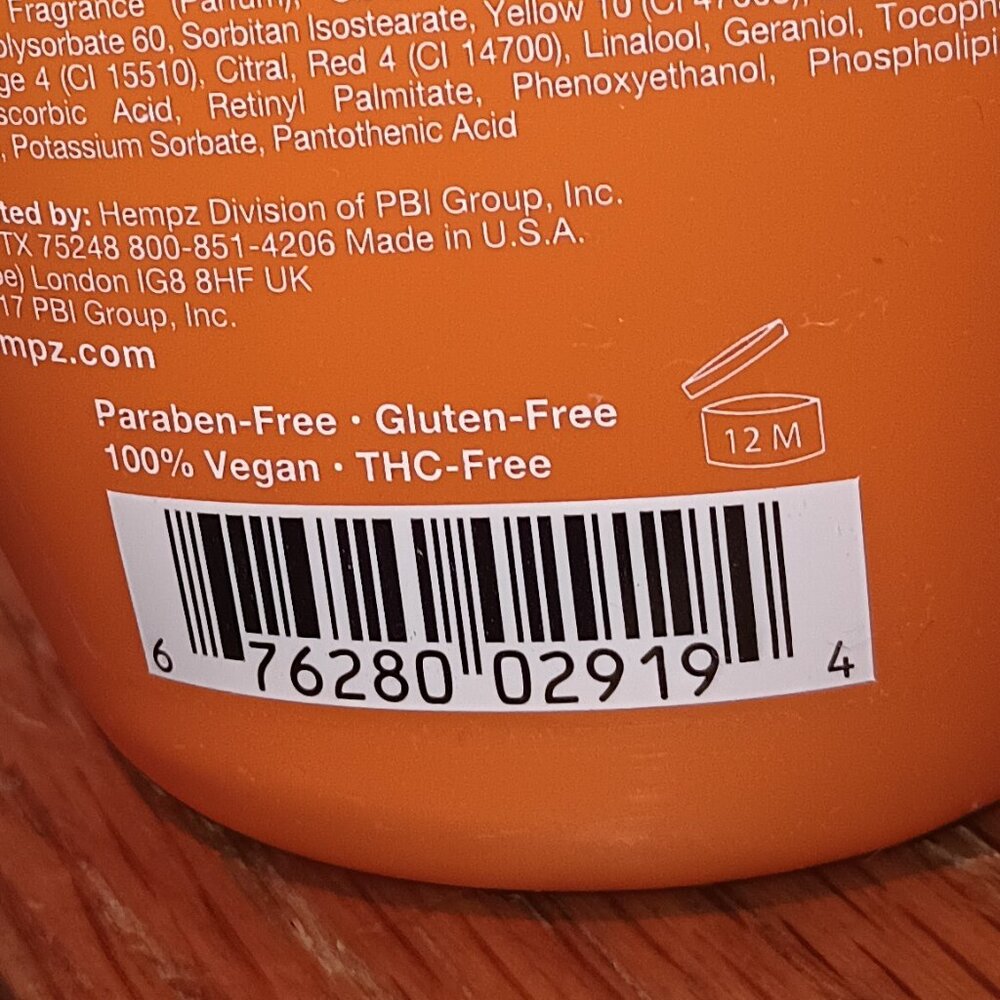 Fragrance (Parfum),
Polysorbate 60, Sorbitan Isostearate, Yellow 10
ge 4 (CI 15510), Citral, Red 4 (CI 14700), Linalool, Geraniol, Tocoph
scorbic Acid, Retinyl Palmitate, Phenoxyethanol, Phospholipi
, Potassium Sorbate, Pantothenic Acid
ted by: Hempz Division of PBI Group, Inc.
TX 75248 800-851-4206 Made in U.S.A.
pe) London IG8 8HF UK
17 PBI Group, Inc.
mpz.com
Paraben-Free · Gluten-Free
100% Vegan · THC-Free
12 M
6 76280 02919 4